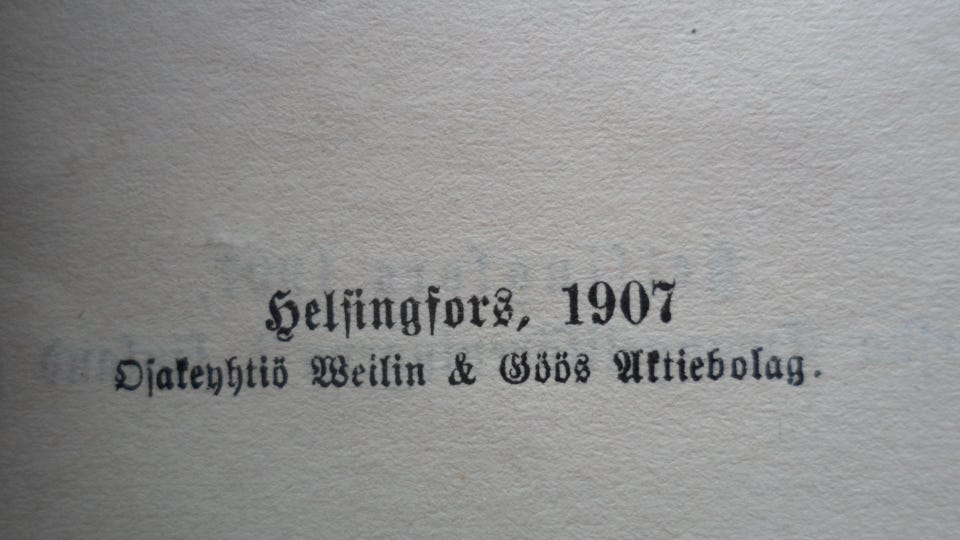 Helsingfors, 1907
Osakeyhtiö Weilin & Göös Aktiebolag.